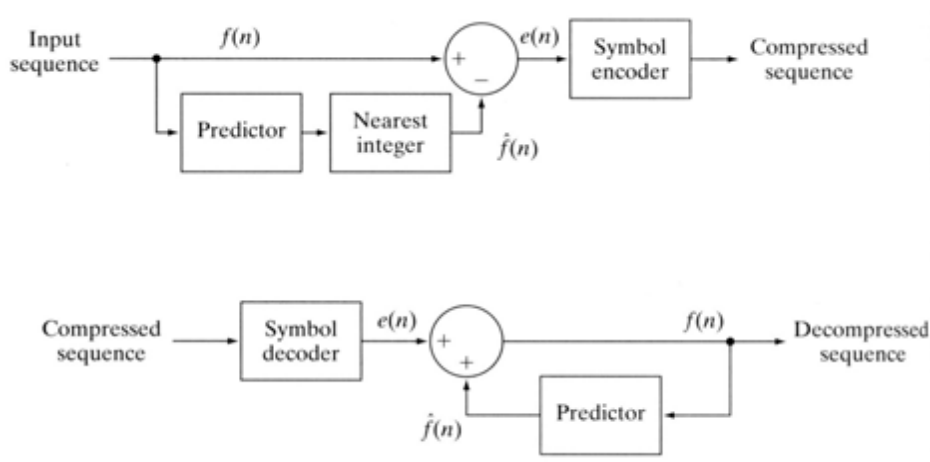 Input
sequence
f(n)
+
−
e(n)
Symbol
encoder
Compressed
sequence
Predictor
Nearest
integer
f̂(n)
Compressed
sequence
Symbol
decoder
e(n)
+
+
f(n)
Decompressed
sequence
Predictor
f̂(n)